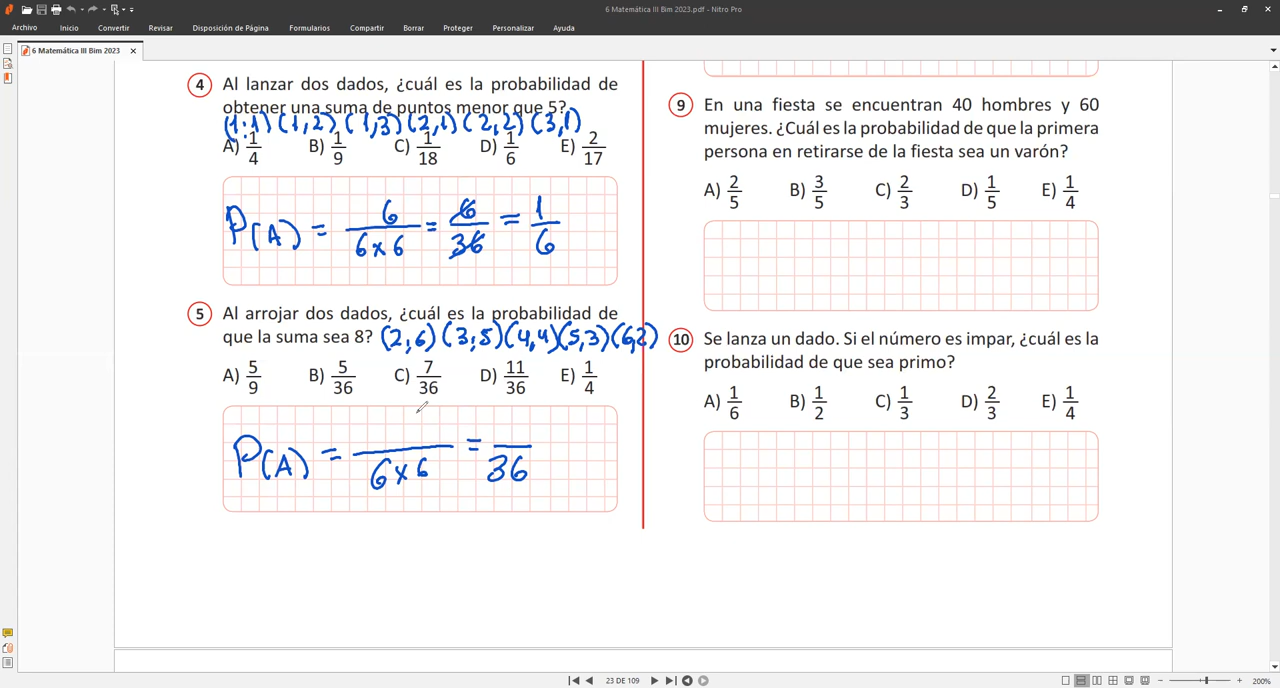 6 Matemática III Bim 2023.pdf - Nitro Pro
Archivo Inicio Convertir Revisar Disposición de Página Formularios Compartir Borrar Proteger Personalizar Ayuda
6 Matemática III Bim 2023
4 Al lanzar dos dados, ¿cuál es la probabilidad de
obtener una suma de puntos menor que 5?
(1;1) (1,2) (1,3) (2,1) (2,2) (3,1)
A) 1/4 B) 1/9 C) 1/18 D) 1/6 E) 2/17
P(A) = 6/6x6 = 6/36 = 1/6
5 Al arrojar dos dados, ¿cuál es la probabilidad de
que la suma sea 8? (2;6) (3;5) (4,4) (5,3) (6,2)
A) 5/9 B) 5/36 C) 7/36 D) 11/36 E) 1/4
P(A) = /6x6 = /36
9 En una fiesta se encuentran 40 hombres y 60
mujeres. ¿Cuál es la probabilidad de que la primera
persona en retirarse de la fiesta sea un varón?
A) 2/5 B) 3/5 C) 2/3 D) 1/5 E) 1/4
10 Se lanza un dado. Si el número es impar, ¿cuál es la
probabilidad de que sea primo?
A) 1/6 B) 1/2 C) 1/3 D) 2/3 E) 1/4
23 DE 109
200%